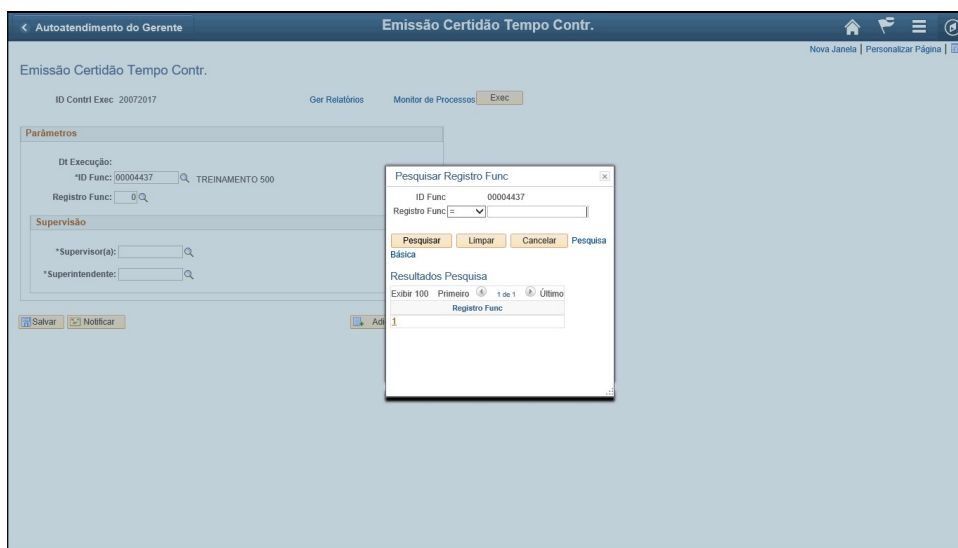 Autoatendimento do Gerente
Emissão Certidão Tempo Contr.
Nova Janela | Personalizar Página |
Emissão Certidão Tempo Contr.
ID Contrl Exec 20072017 Ger Relatórios Monitor de Processos Exec
Parâmetros
Dt Execução:
*ID Func: 00004437 TREINAMENTO 500
Registro Func: 0
Supervisão
*Supervisor(a):
*Superintendente:
Salvar Notificar Adi
Pesquisar Registro Func
ID Func 00004437
Registro Func =
Pesquisar Limpar Cancelar Pesquisa
Básica
Resultados Pesquisa
Exibir 100 Primeiro 1 de 1 Último
Registro Func
1